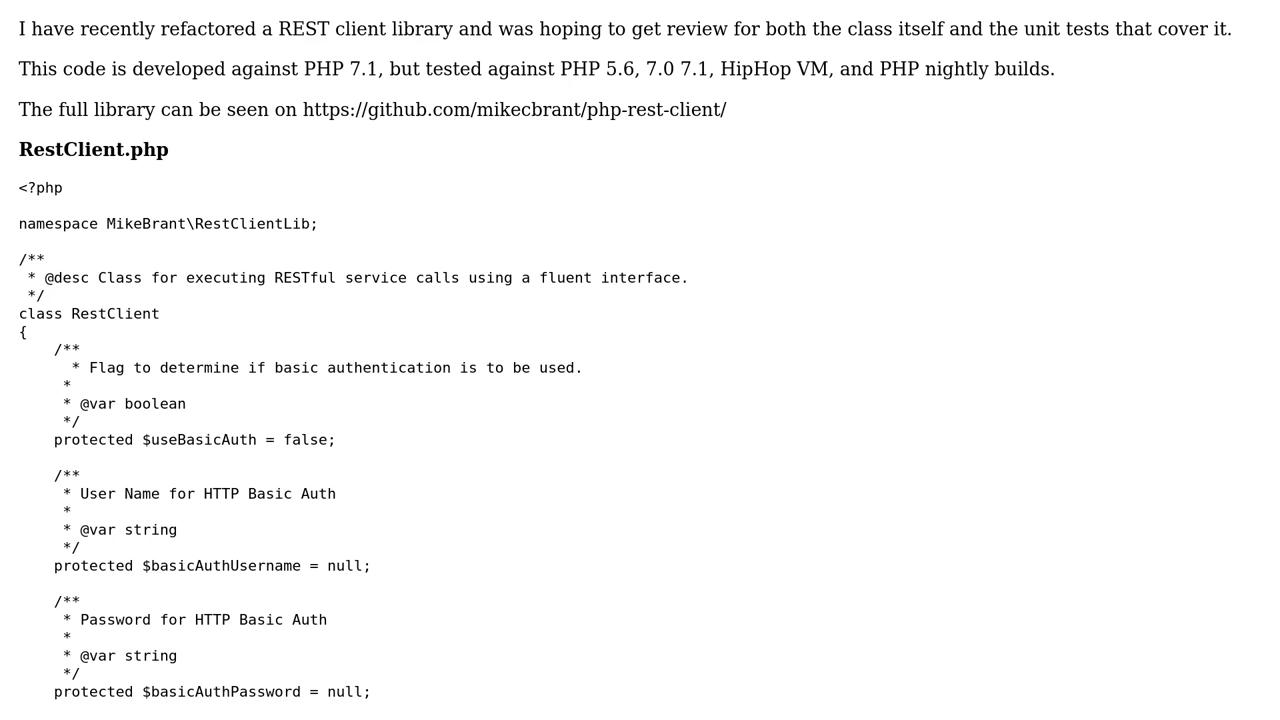 I have recently refactored a REST client library and was hoping to get review for both the class itself and the unit tests that cover it.
This code is developed against PHP 7.1, but tested against PHP 5.6, 7.0 7.1, HipHop VM, and PHP nightly builds.
The full library can be seen on https://github.com/mikecbrant/php-rest-client/
RestClient.php
<?php

namespace MikeBrant\RestClientLib;

/**
 * @desc Class for executing RESTful service calls using a fluent interface.
 */
class RestClient
{
    /**
      * Flag to determine if basic authentication is to be used.
     *
     * @var boolean
     */
    protected $useBasicAuth = false;

    /**
     * User Name for HTTP Basic Auth
     *
     * @var string
     */
    protected $basicAuthUsername = null;

    /**
     * Password for HTTP Basic Auth
     *
     * @var string
     */
    protected $basicAuthPassword = null;